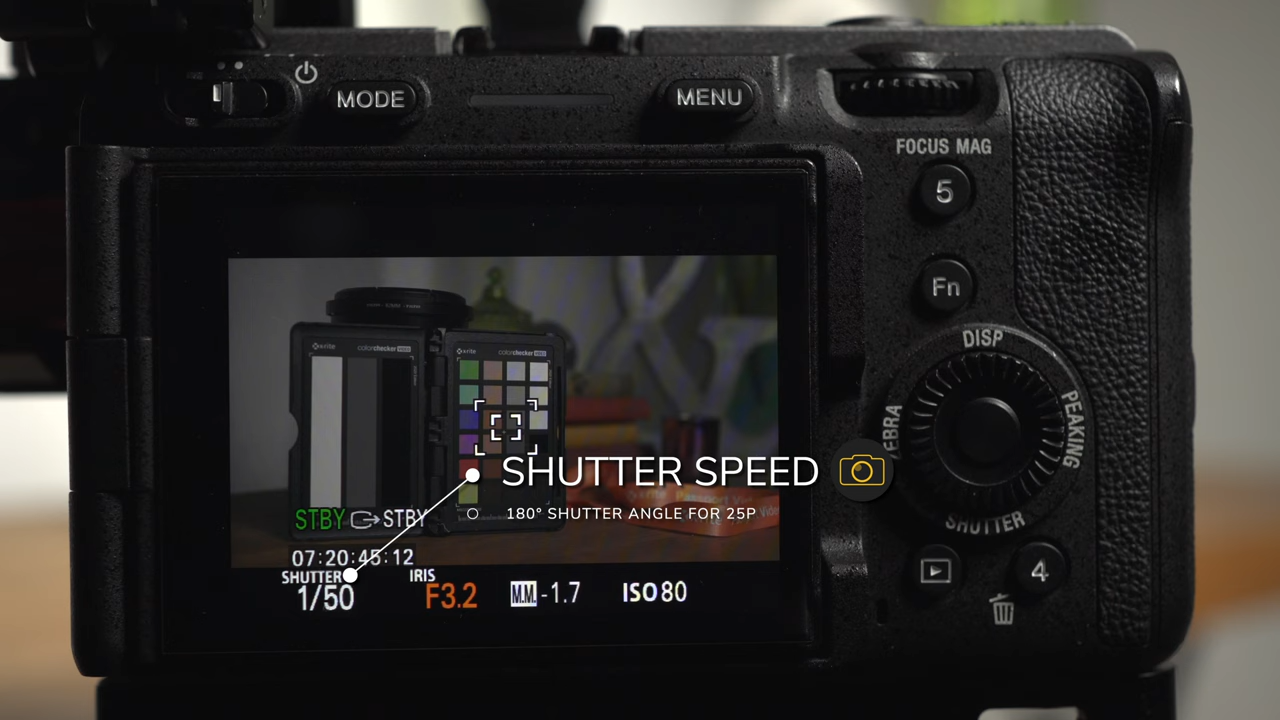 MODE
MENU
FOCUS MAG
5
Fn
DISP
PEAKING
ZEBRA
SHUTTER
4
x-rite colorchecker
x-rite colorchecker
SHUTTER SPEED
180° SHUTTER ANGLE FOR 25P
STBY STBY
07:20:45:12
SHUTTER IRIS
1/50 F3.2 M.M. -1.7 ISO 80